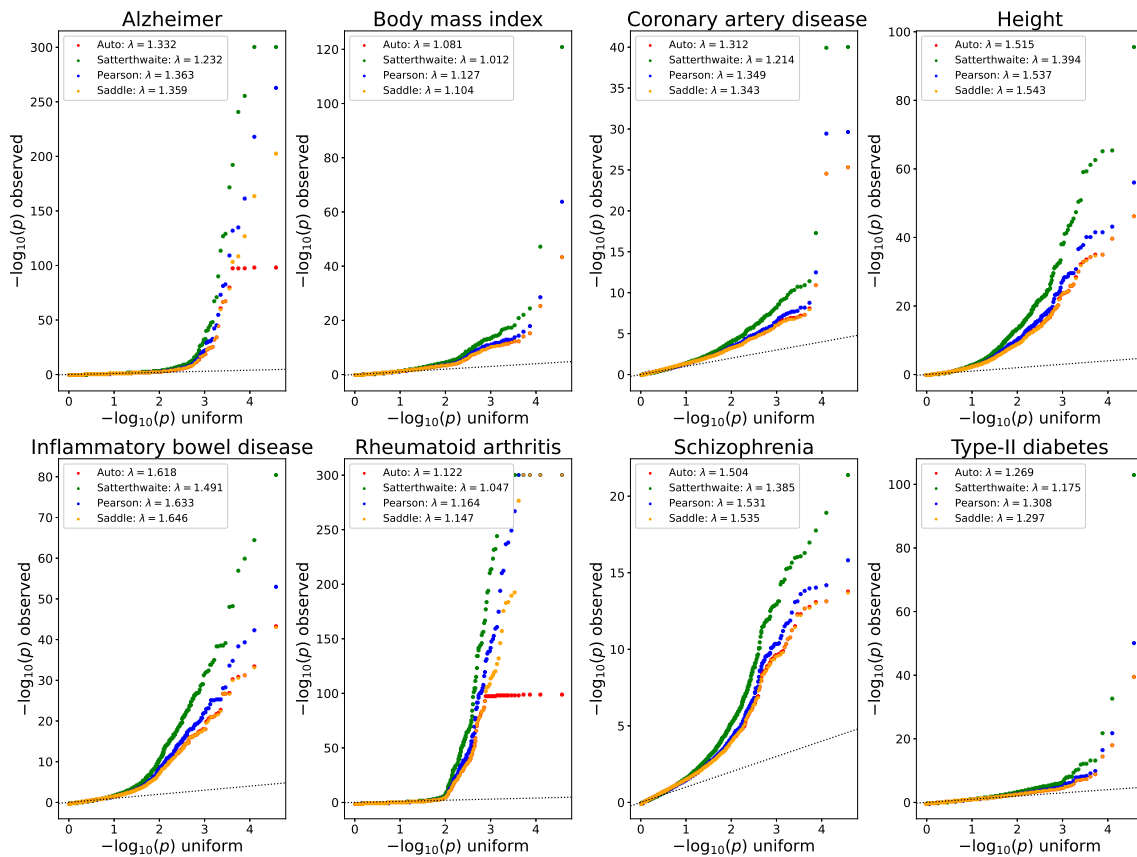 Alzheimer
Auto: λ = 1.332
Satterthwaite: λ = 1.232
Pearson: λ = 1.363
Saddle: λ = 1.359
−log₁₀(p) observed
300
250
200
150
100
50
0
0 1 2 3 4
−log₁₀(p) uniform
Body mass index
Auto: λ = 1.081
Satterthwaite: λ = 1.012
Pearson: λ = 1.127
Saddle: λ = 1.104
−log₁₀(p) observed
120
100
80
60
40
20
0
0 1 2 3 4
−log₁₀(p) uniform
Coronary artery disease
Auto: λ = 1.312
Satterthwaite: λ = 1.214
Pearson: λ = 1.349
Saddle: λ = 1.343
−log₁₀(p) observed
40
35
30
25
20
15
10
5
0
0 1 2 3 4
−log₁₀(p) uniform
Height
Auto: λ = 1.515
Satterthwaite: λ = 1.394
Pearson: λ = 1.537
Saddle: λ = 1.543
−log₁₀(p) observed
100
80
60
40
20
0
0 1 2 3 4
−log₁₀(p) uniform
Inflammatory bowel disease
Auto: λ = 1.618
Satterthwaite: λ = 1.491
Pearson: λ = 1.633
Saddle: λ = 1.646
−log₁₀(p) observed
80
70
60
50
40
30
20
10
0
0 1 2 3 4
−log₁₀(p) uniform
Rheumatoid arthritis
Auto: λ = 1.122
Satterthwaite: λ = 1.047
Pearson: λ = 1.164
Saddle: λ = 1.147
−log₁₀(p) observed
300
250
200
150
100
50
0
0 1 2 3 4
−log₁₀(p) uniform
Schizophrenia
Auto: λ = 1.504
Satterthwaite: λ = 1.385
Pearson: λ = 1.531
Saddle: λ = 1.535
−log₁₀(p) observed
20
15
10
5
0
0 1 2 3 4
−log₁₀(p) uniform
Type-II diabetes
Auto: λ = 1.269
Satterthwaite: λ = 1.175
Pearson: λ = 1.308
Saddle: λ = 1.297
−log₁₀(p) observed
100
80
60
40
20
0
0 1 2 3 4
−log₁₀(p) uniform